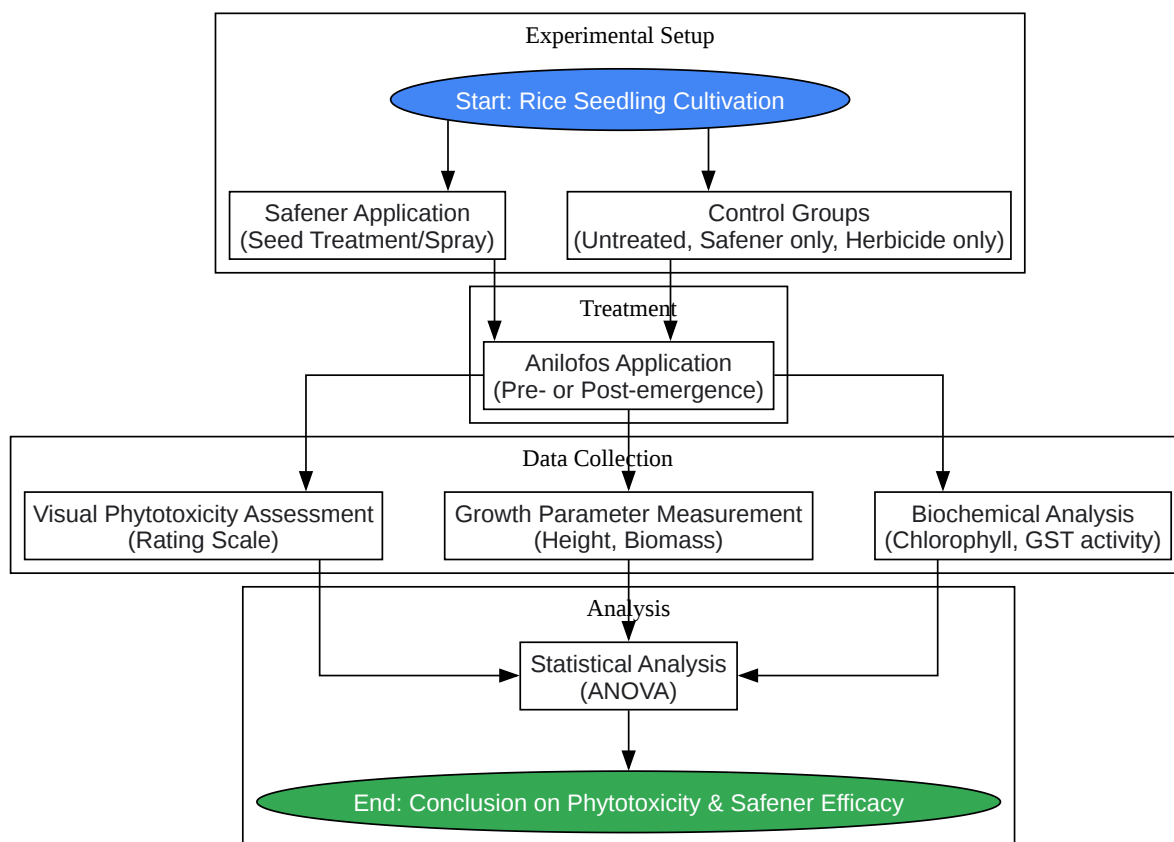 Experimental Setup
Start: Rice Seedling Cultivation
Safener Application
(Seed Treatment/Spray)
Control Groups
(Untreated, Safener only, Herbicide only)
Treatment
Anilofos Application
(Pre- or Post-emergence)
Data Collection
Visual Phytotoxicity Assessment
(Rating Scale)
Growth Parameter Measurement
(Height, Biomass)
Biochemical Analysis
(Chlorophyll, GST activity)
Analysis
Statistical Analysis
(ANOVA)
End: Conclusion on Phytotoxicity & Safener Efficacy